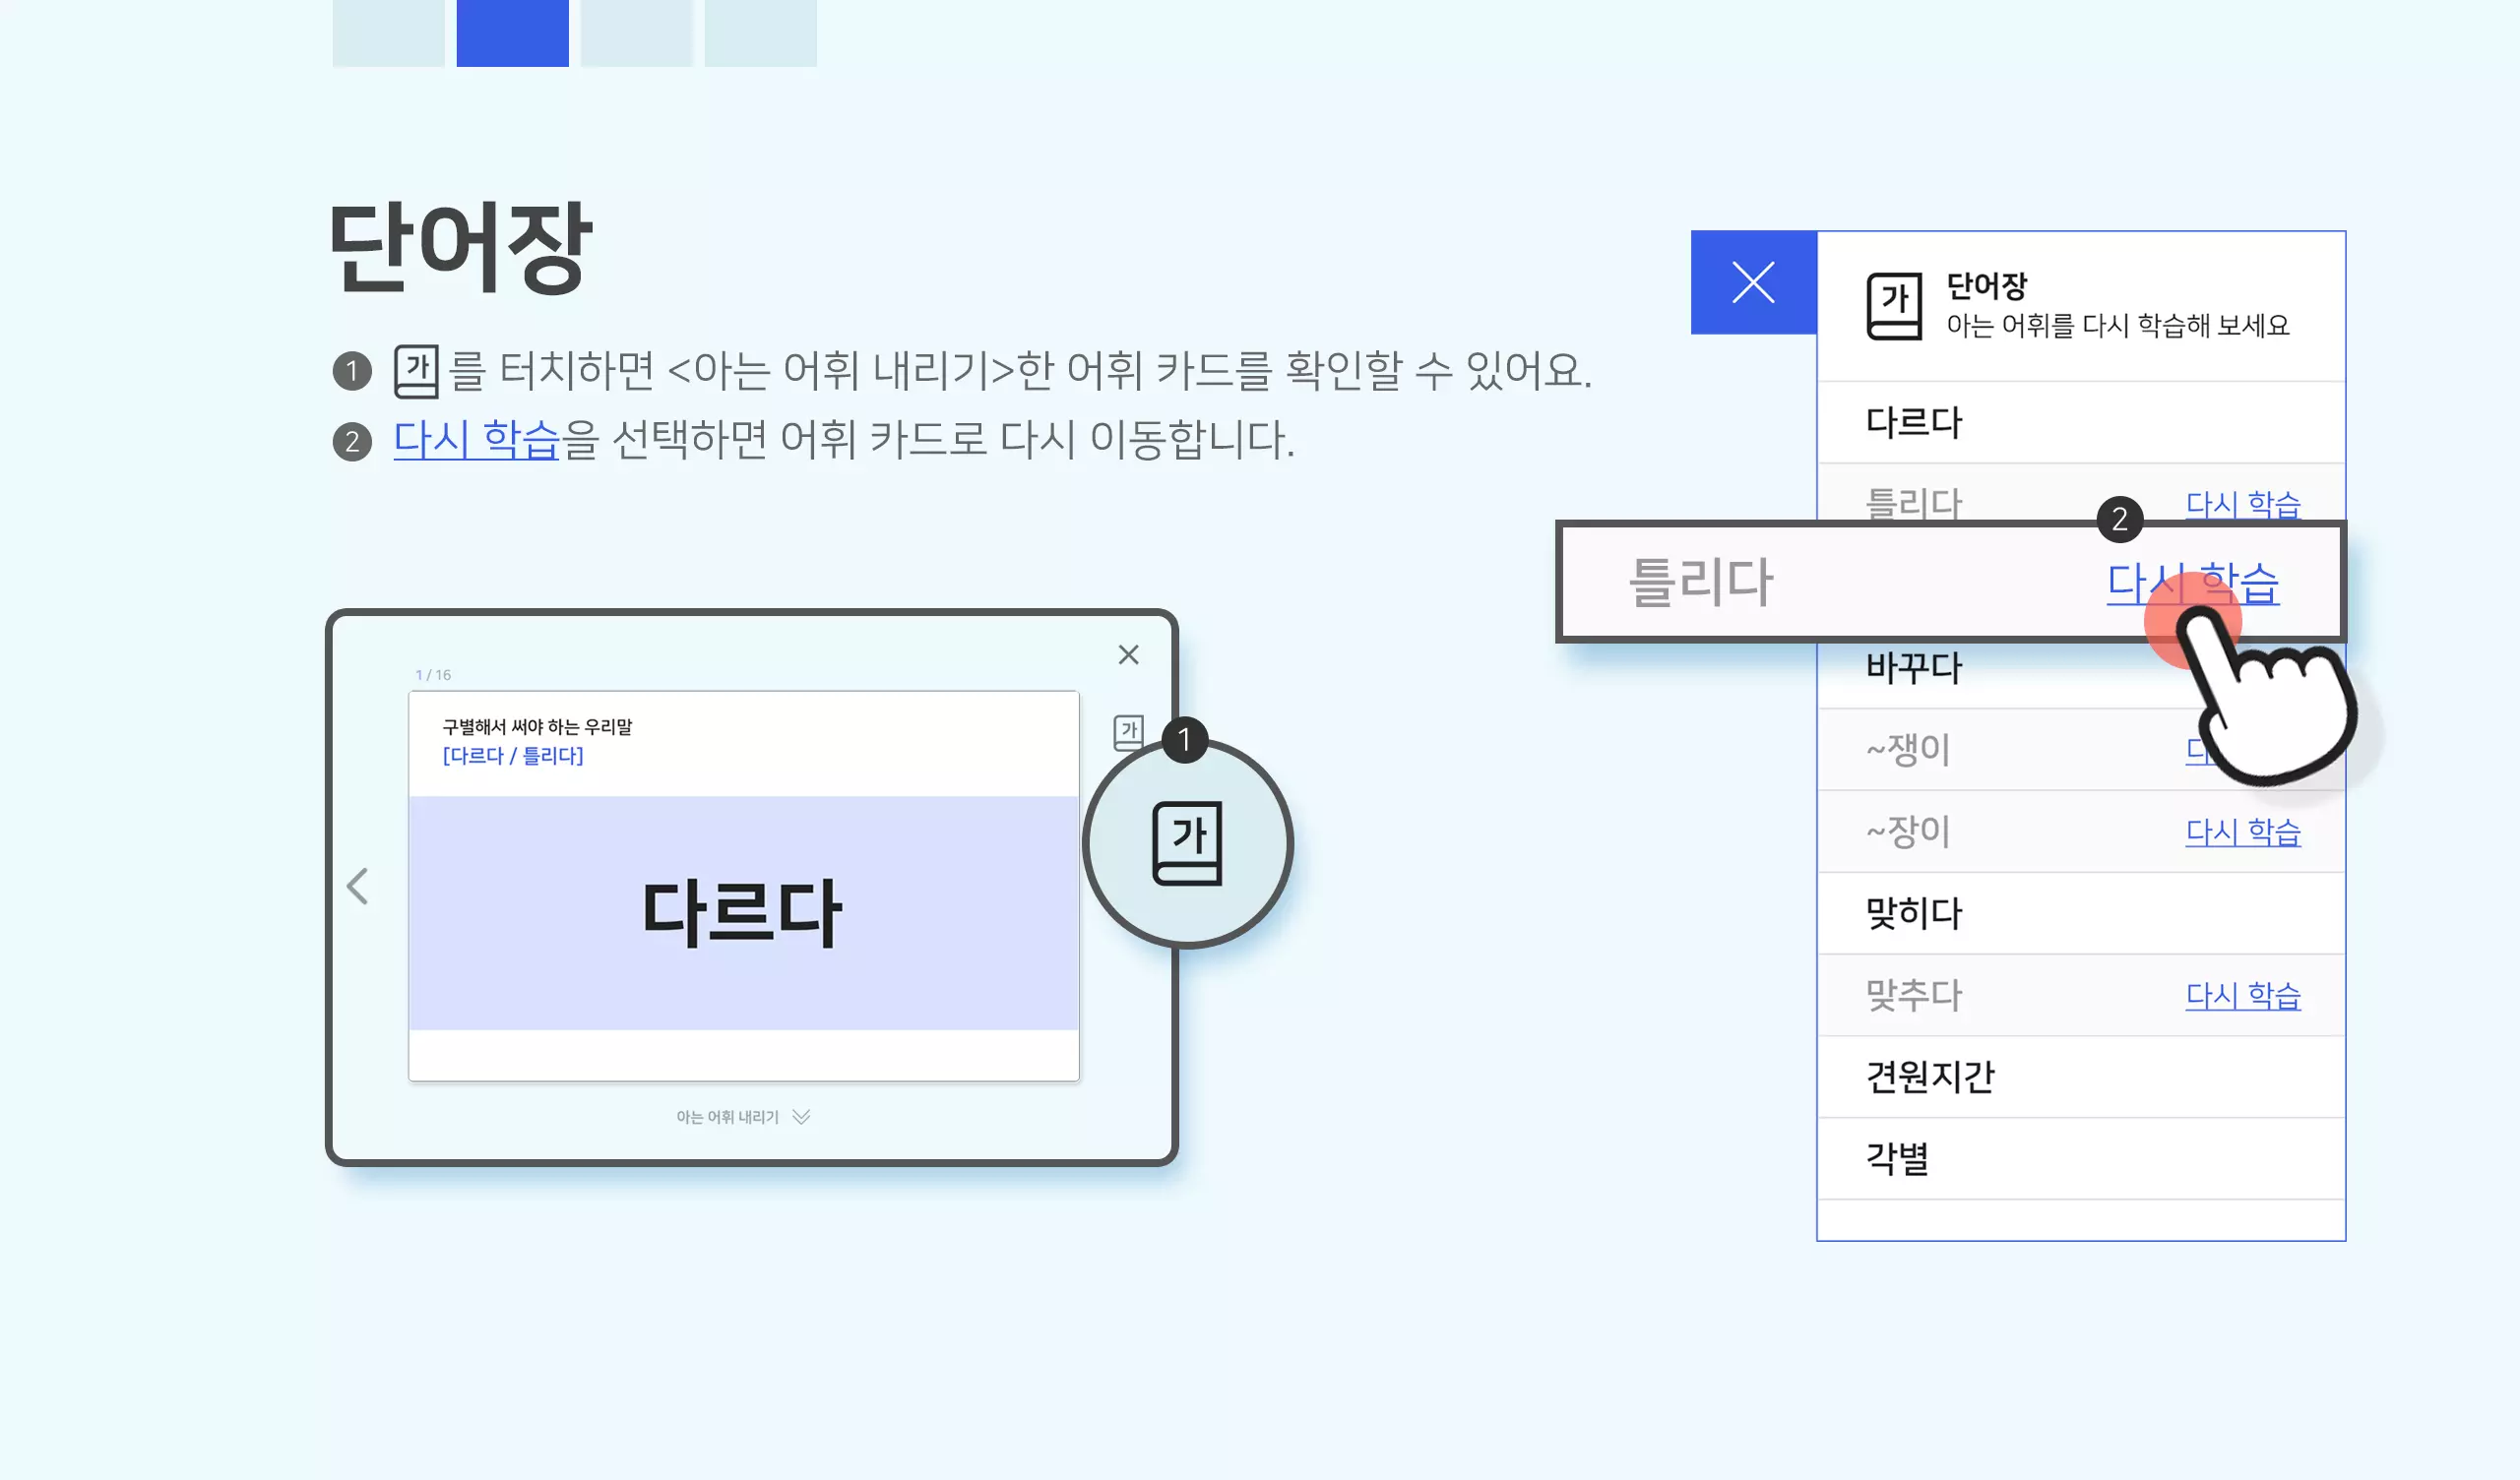 단어장
1 가 를 터치하면 <아는 어휘 내리기>한 어휘 카드를 확인할 수 있어요.
2 다시 학습을 선택하면 어휘 카드로 다시 이동합니다.
1 / 16
구별해서 써야 하는 우리말
[다르다 / 틀리다]
다르다
아는 어휘 내리기
가
1
가
가 단어장
아는 어휘를 다시 학습해 보세요
다르다
틀리다 다시 학습
2
틀리다 다시 학습
바꾸다
~쟁이
~장이 다시 학습
맞히다
맞추다 다시 학습
견원지간
각별